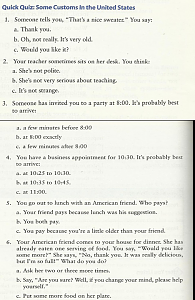 Quick Quiz: Some Customs in the United States
1. Someone tells you, "That's a nice sweater." You say:
a. Thank you.
b. Oh, not really. It's very old.
c. Would you like it?
2. Your teacher sometimes sits on her desk. You think:
a. She's not polite.
b. She's not very serious about teaching.
c. It's not strange.
3. Someone has invited you to a party at 8:00. It's probably best
to arrive:
a. a few minutes before 8:00
b. at 8:00 exactly
c. a few minutes after 8:00
4. You have a business appointment for 10:30. It's probably best
to arrive:
a. at 10:25 to 10:30.
b. at 10:35 to 10:45.
c. at 11:00.
5. You go out to lunch with an American friend. Who pays?
a. Your friend pays because lunch was his suggestion.
b. You both pay.
c. You pay because you're a little older than your friend.
6. Your American friend comes to your house for dinner. She has
already eaten one serving of food. You say, "Would you like
some more?" She says, "No, thank you. It was really delicious,
but I'm so full!" What do you do?
a. Ask her two or three more times.
b. Say, "Are you sure? Well, if you change your mind, please help
yourself."
c. Put some more food on her plate.